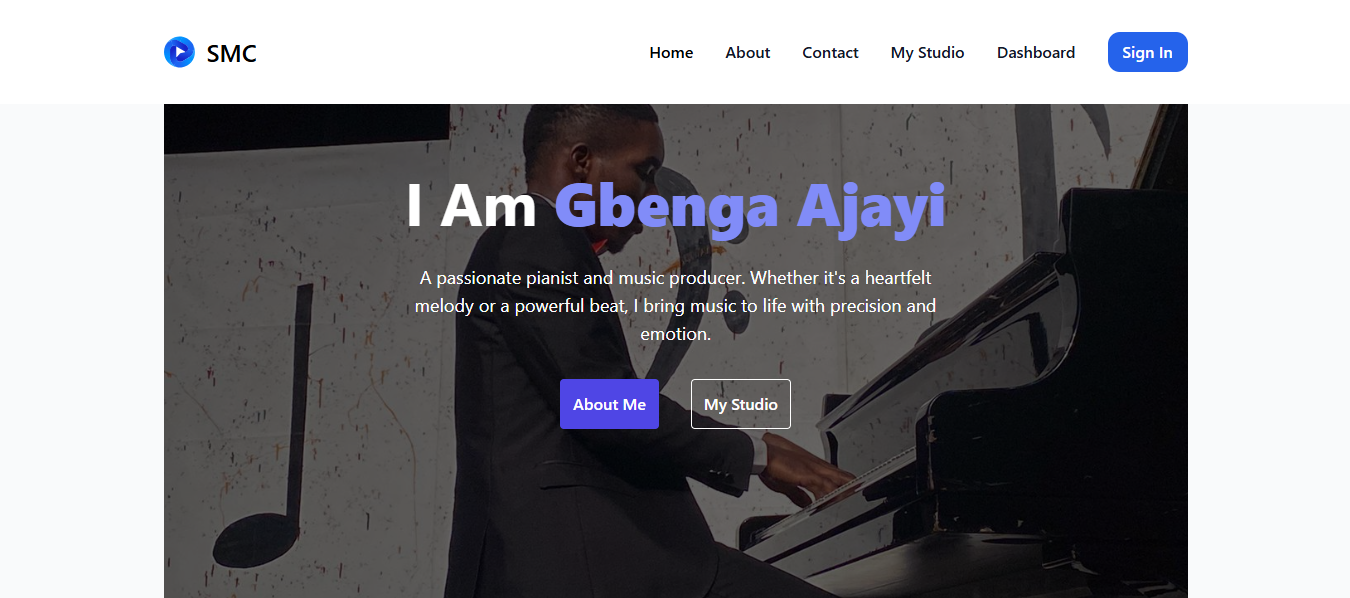 SMC
Home About Contact My Studio Dashboard Sign In
I Am Gbenga Ajayi
A passionate pianist and music producer. Whether it's a heartfelt
melody or a powerful beat, I bring music to life with precision and
emotion.
About Me My Studio